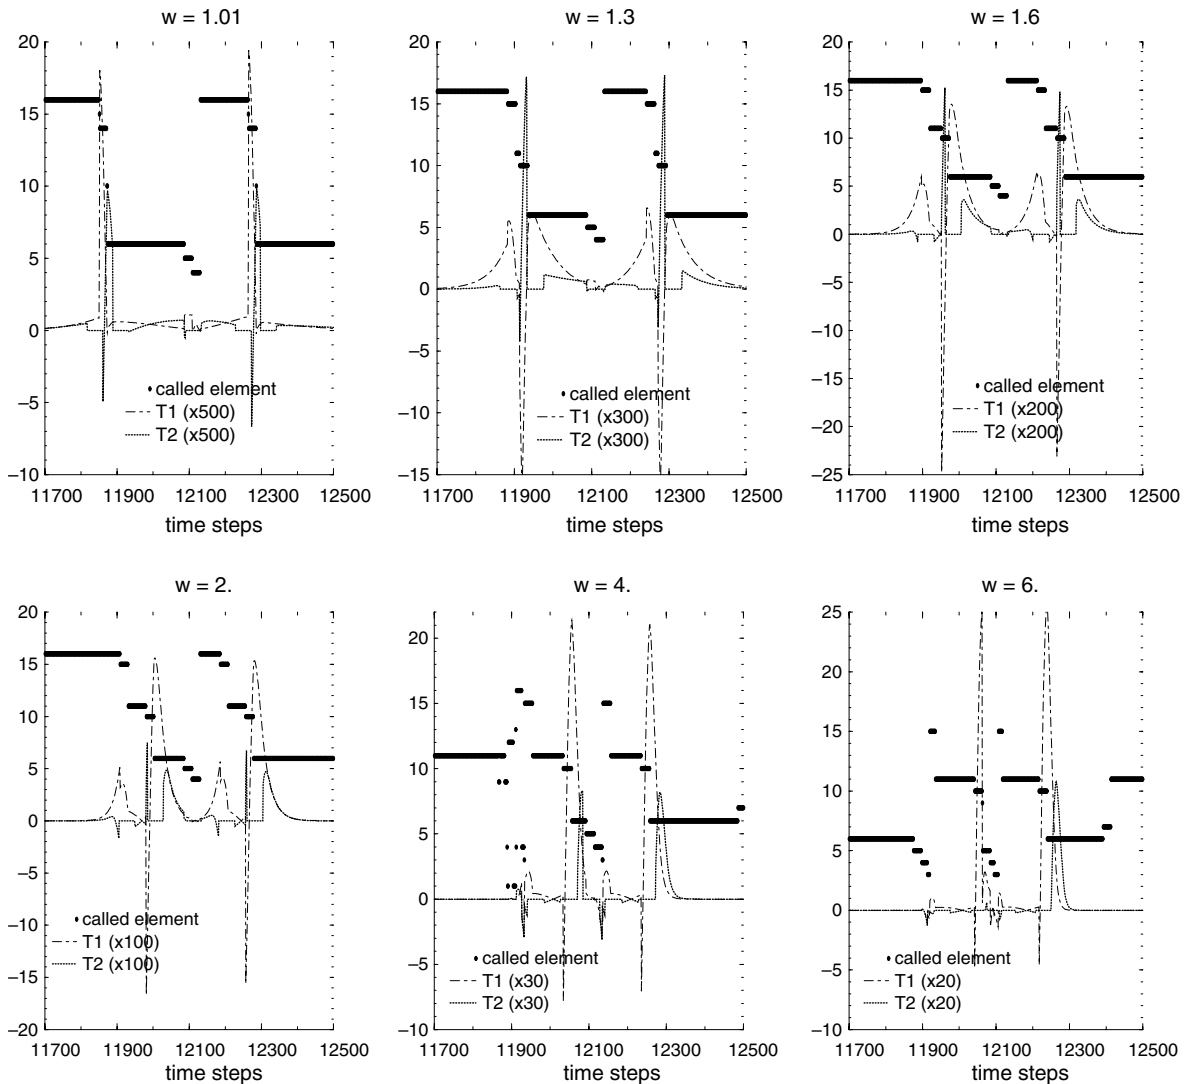 w = 1.01
20
15
10
5
0
−5
−10
called element
T1 (x500)
T2 (x500)
11700
11900
12100
12300
12500
time steps
w = 1.3
20
15
10
5
0
−5
−10
−15
called element
T1 (x300)
T2 (x300)
11700
11900
12100
12300
12500
time steps
w = 1.6
20
15
10
5
0
−5
−10
−15
−20
−25
called element
T1 (x200)
T2 (x200)
11700
11900
12100
12300
12500
time steps
w = 2.
20
15
10
5
0
−5
−10
−15
−20
called element
T1 (x100)
T2 (x100)
11700
11900
12100
12300
12500
time steps
w = 4.
20
15
10
5
0
−5
−10
called element
T1 (x30)
T2 (x30)
11700
11900
12100
12300
12500
time steps
w = 6.
25
20
15
10
5
0
−5
−10
called element
T1 (x20)
T2 (x20)
11700
11900
12100
12300
12500
time steps